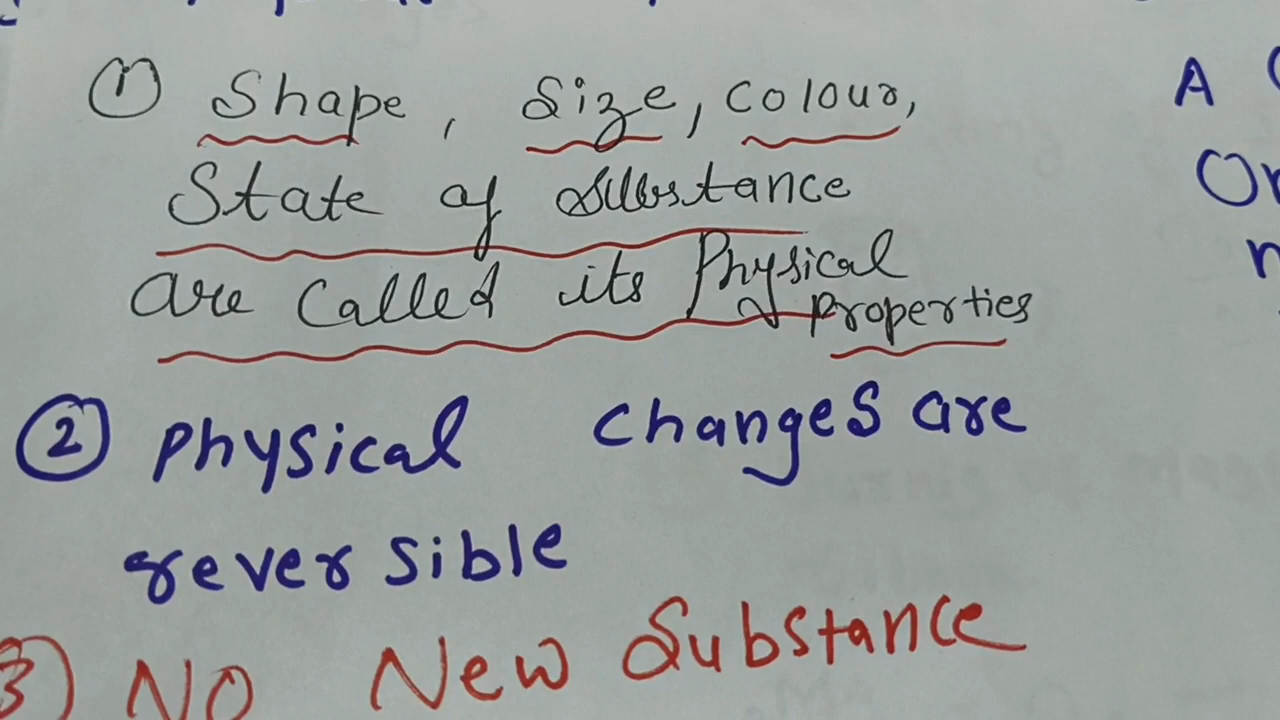 ① Shape, Size, Colour,
State of Substance
are Called its Physical
Properties
② Physical changes are
reversible
3) NO New Substance
A
Or